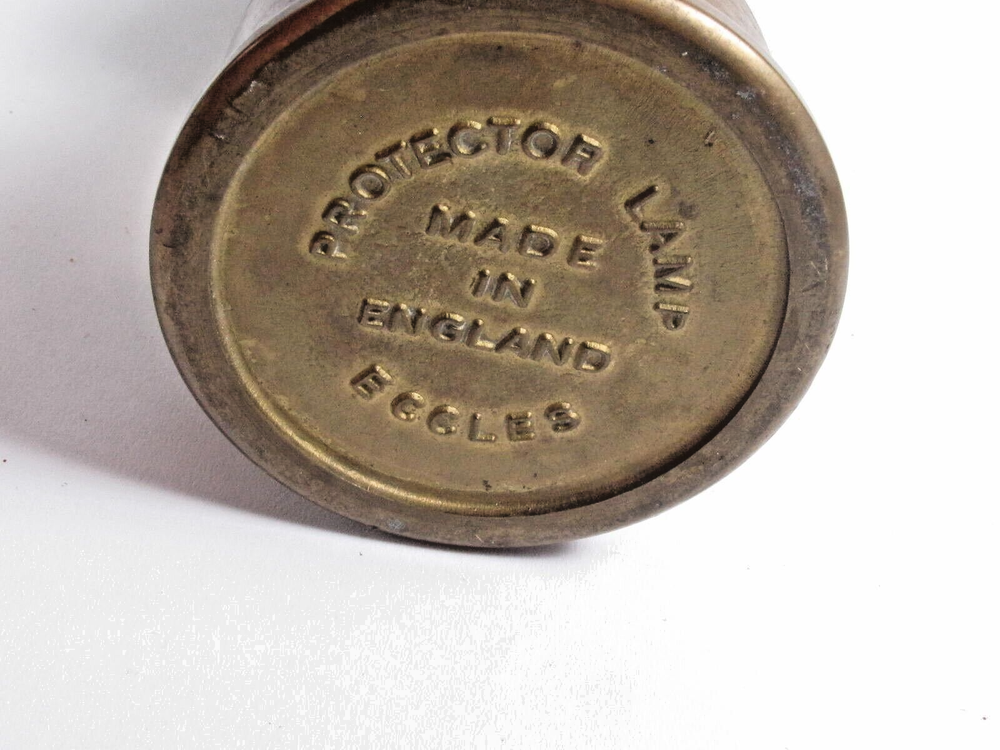 PROTECTOR LAMP
MADE
IN
ENGLAND
ECCLES